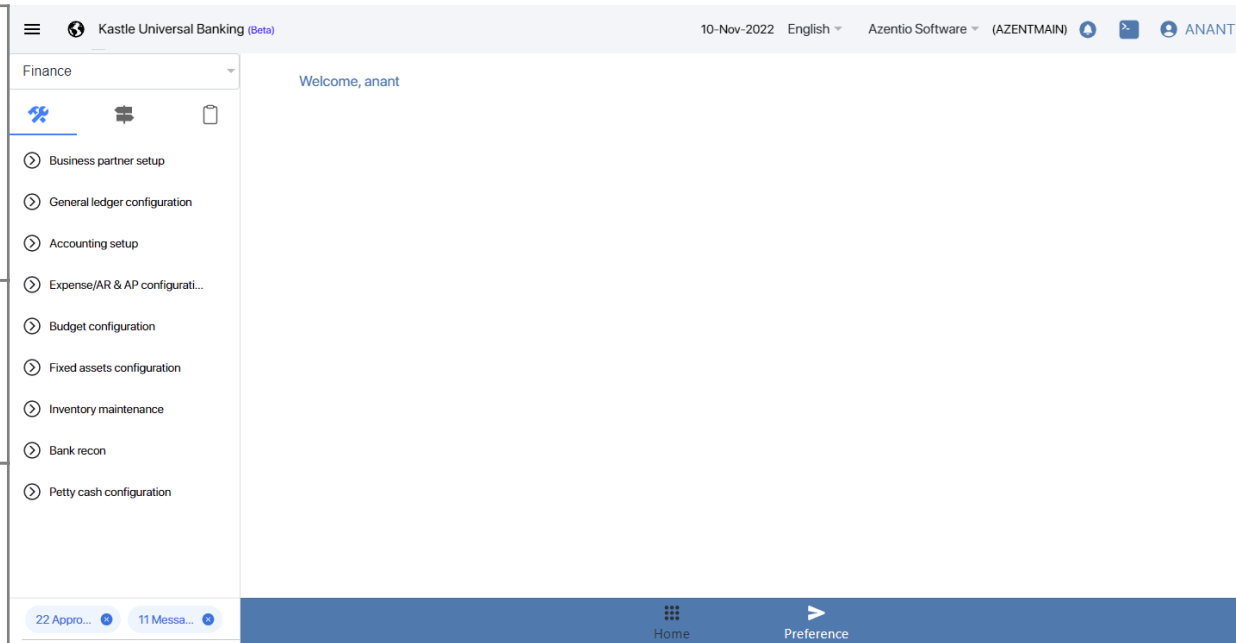 Kastle Universal Banking (Beta)
10-Nov-2022 English Azentio Software (AZENTMAIN) ANANT
Finance
Welcome, anant
Business partner setup
General ledger configuration
Accounting setup
Expense/AR & AP configurati...
Budget configuration
Fixed assets configuration
Inventory maintenance
Bank recon
Petty cash configuration
22 Appro... 11 Messa...
Home Preference